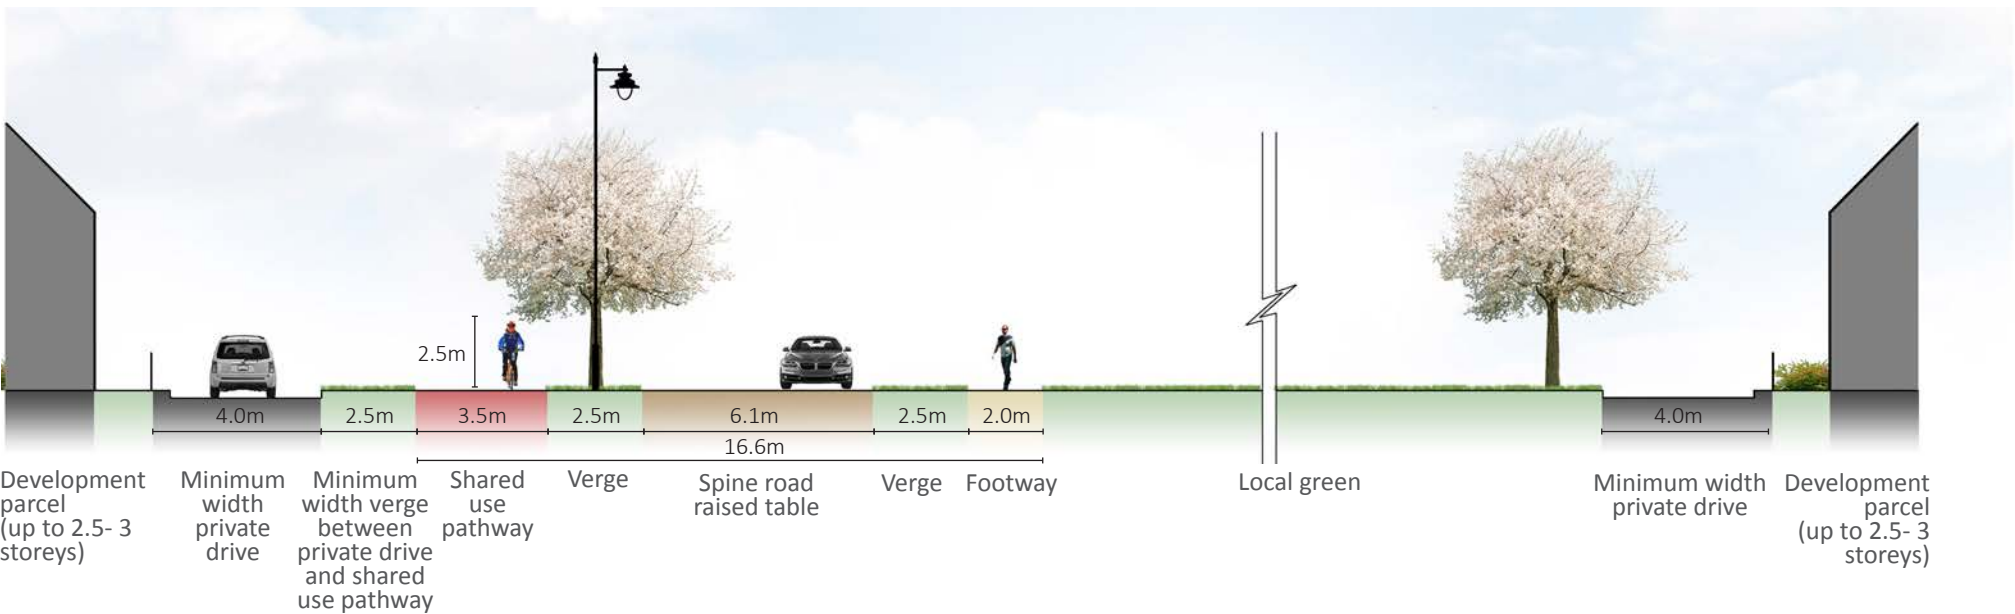 2.5m
4.0m
2.5m
3.5m
2.5m
6.1m
2.5m
2.0m
4.0m
16.6m
Development
parcel
(up to 2.5- 3
storeys)
Minimum
width
private
drive
Minimum
width verge
between
private drive
and shared
use pathway
Shared
use
pathway
Verge
Spine road
raised table
Verge
Footway
Local green
Minimum width
private drive
Development
parcel
(up to 2.5- 3
storeys)